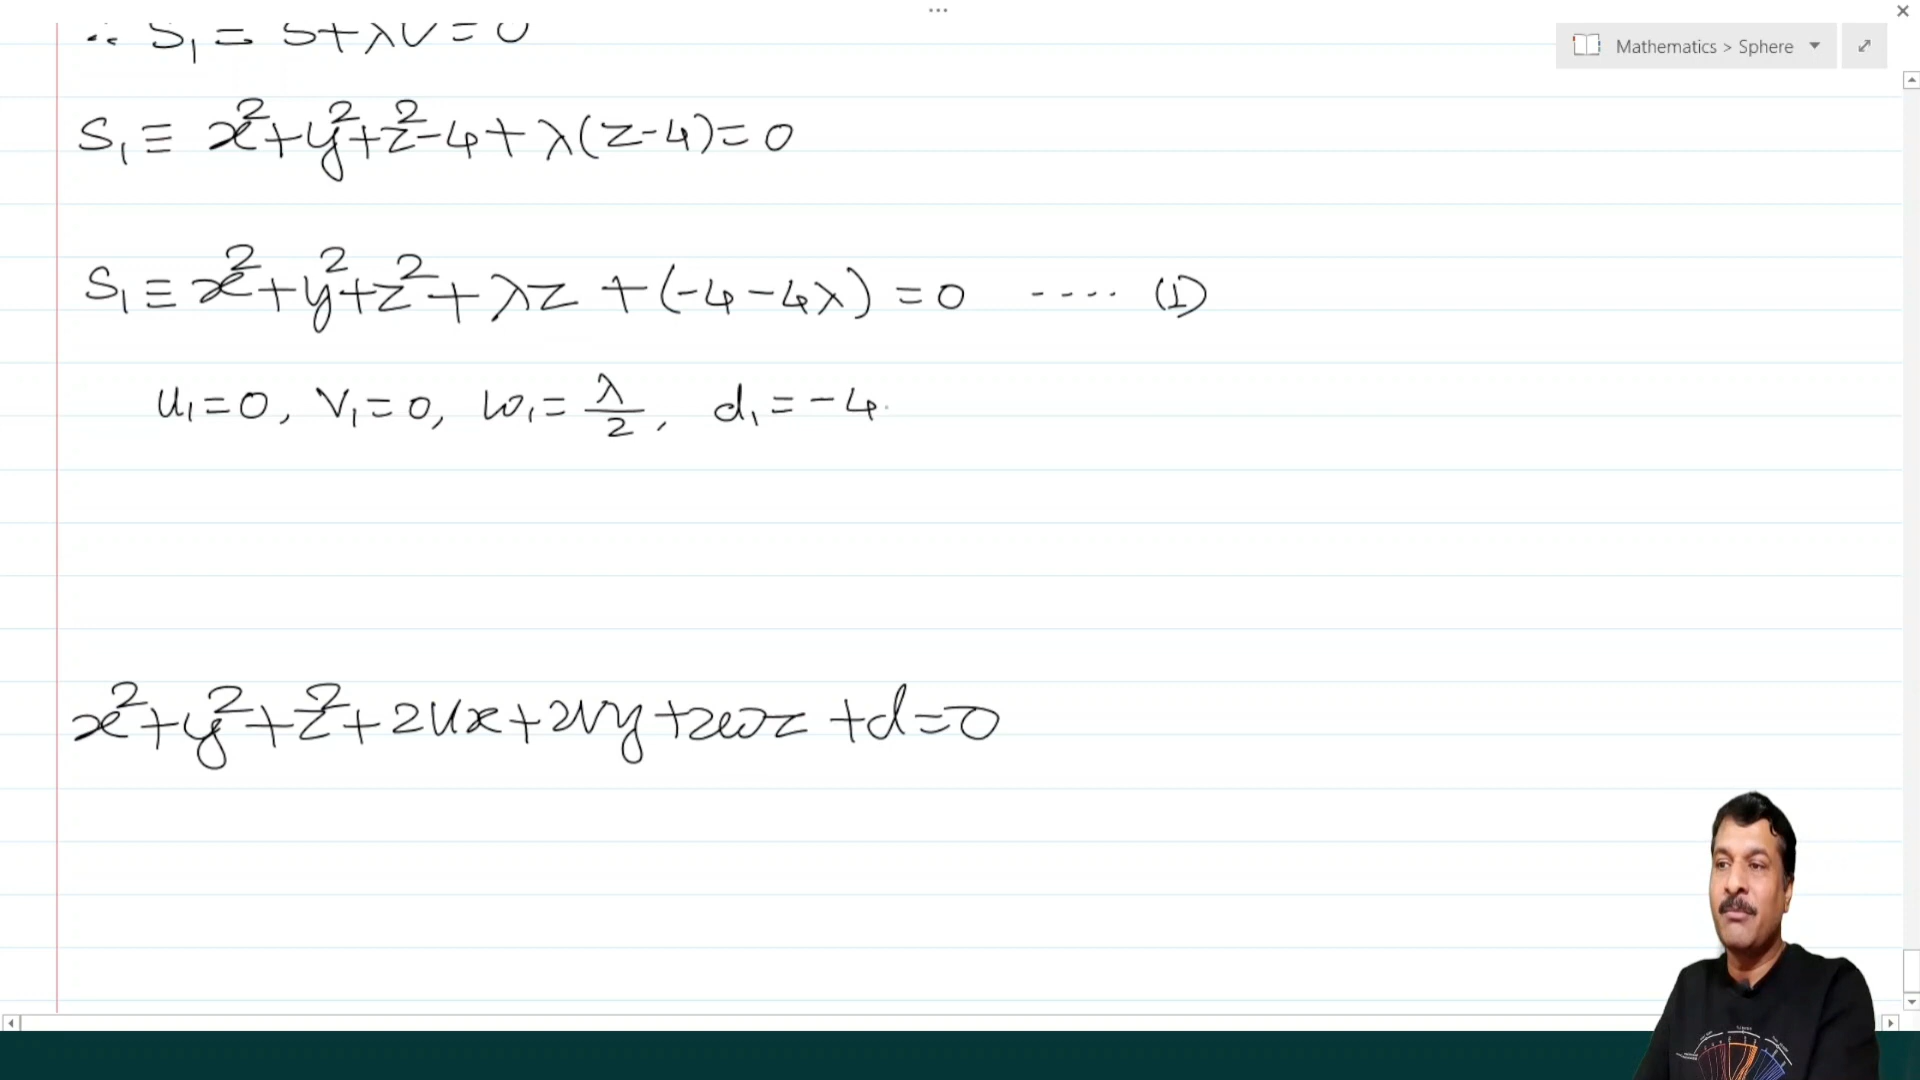 ...
Mathematics > Sphere
∴ S₁ = S+λU = 0
S₁ ≡ x²+y²+z²-4+λ(z-4)=0
S₁ ≡ x²+y²+z²+λz+(-4-4λ)=0 ---- (1)
u₁=0, v₁=0, w₁=λ/2, d₁=-4
x²+y²+z²+2ux+2vy+2wz+d=0